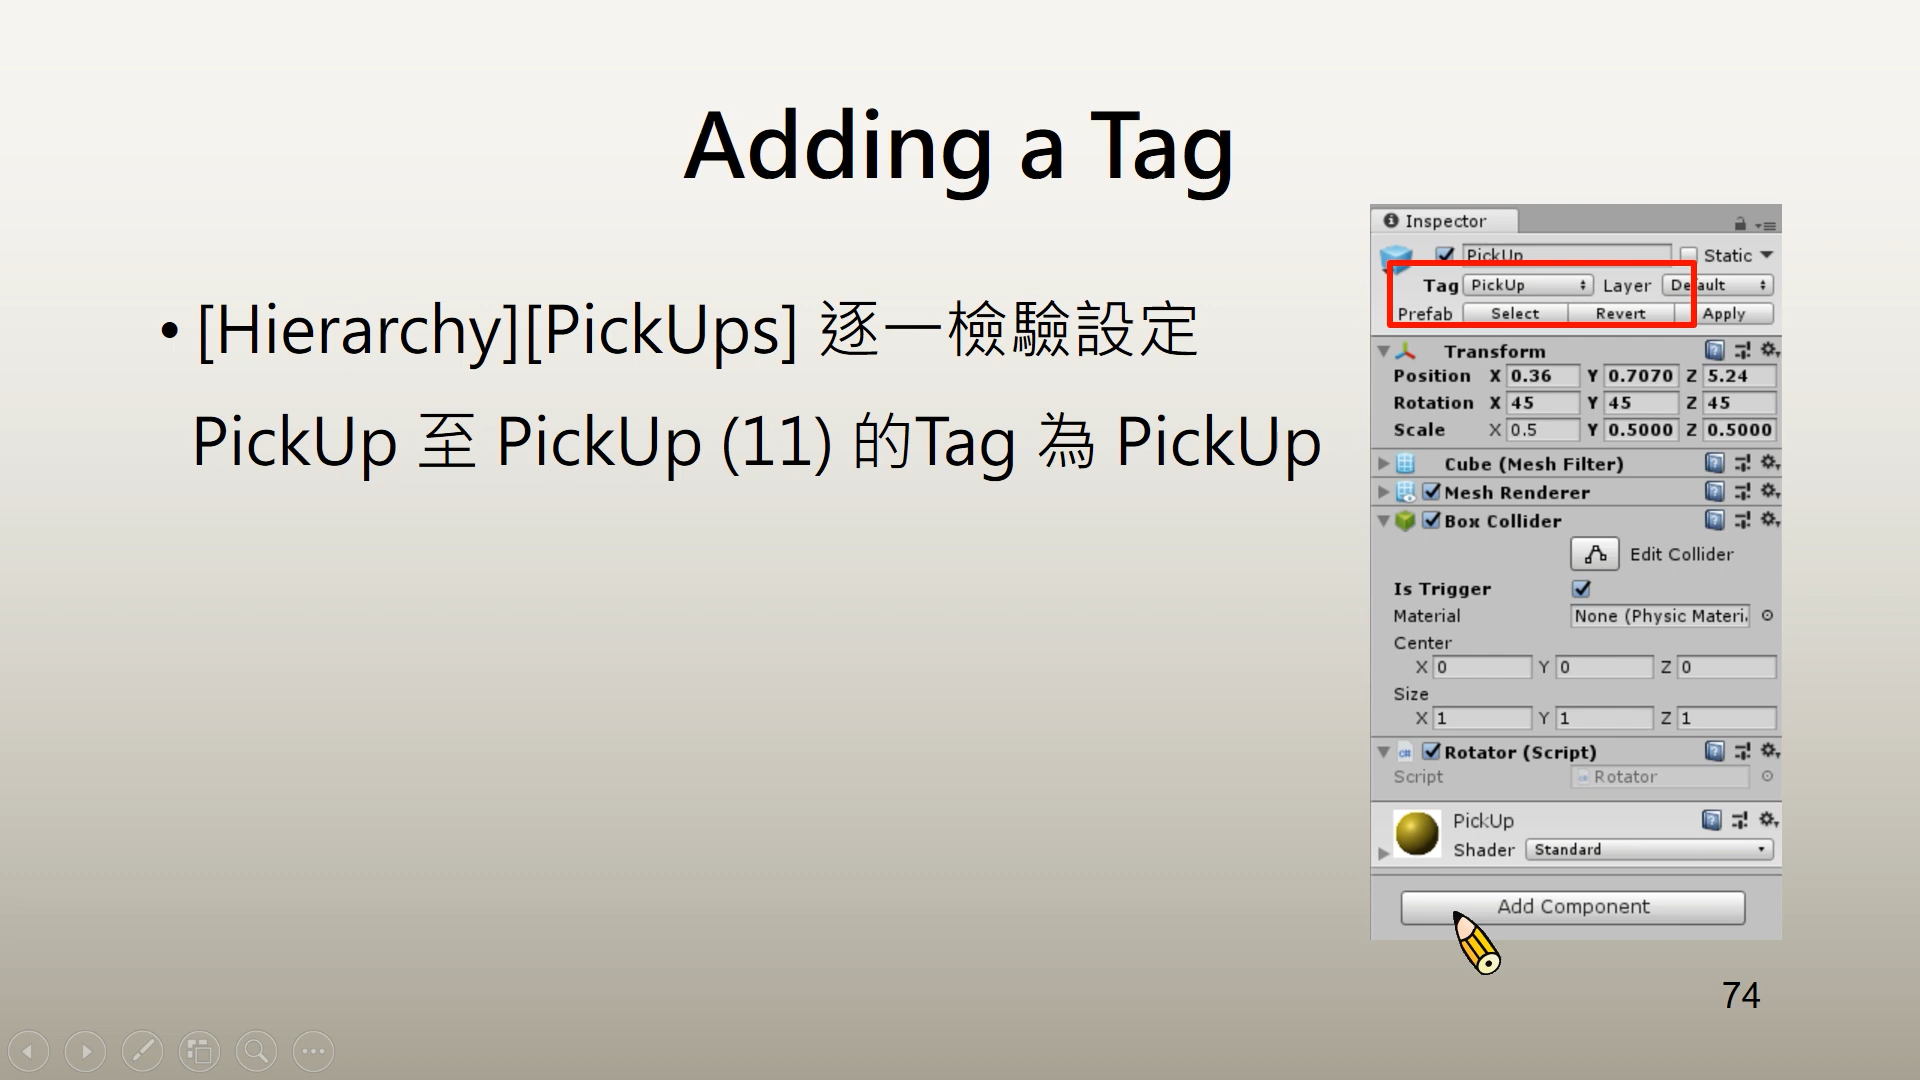 Adding a Tag
• [Hierarchy][PickUps] 逐一檢驗設定
PickUp 至 PickUp (11) 的Tag 為 PickUp
Inspector
PickUp Static
Tag PickUp Layer Default
Prefab Select Revert Apply
Transform
Position X 0.36 Y 0.7070 Z 5.24
Rotation X 45 Y 45 Z 45
Scale X 0.5 Y 0.5000 Z 0.5000
Cube (Mesh Filter)
Mesh Renderer
Box Collider
Edit Collider
Is Trigger
Material None (Physic Materi
Center
X 0 Y 0 Z 0
Size
X 1 Y 1 Z 1
Rotator (Script)
Script Rotator
PickUp
Shader Standard
Add Component
74